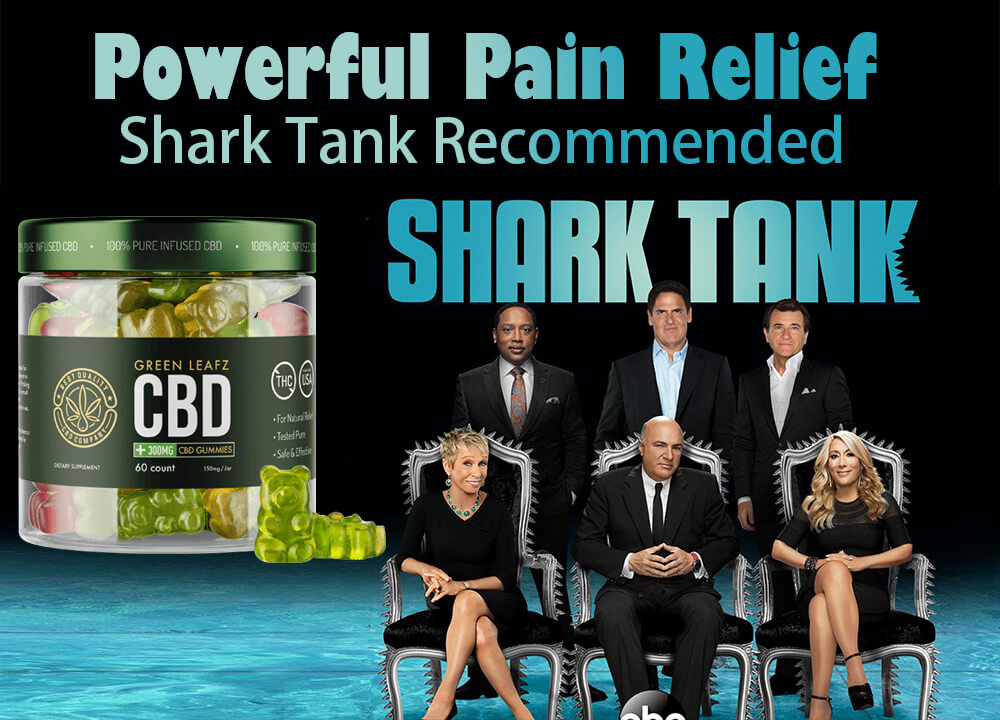 Powerful Pain Relief
Shark Tank Recommended
SHARK TANK
PURE INFUSED CBD • 100% PURE INFUSED CBD • 100% PURE INFUSED
GREEN LEAFZ
CBD
+ 300MG CBD GUMMIES
60 count 150mg/Jar
BEST QUALITY
CBD COMPANY
DIETARY SUPPLEMENT
THC
USA
• For Natural Relief
• Tested Pure
• Safe & Effective
abc